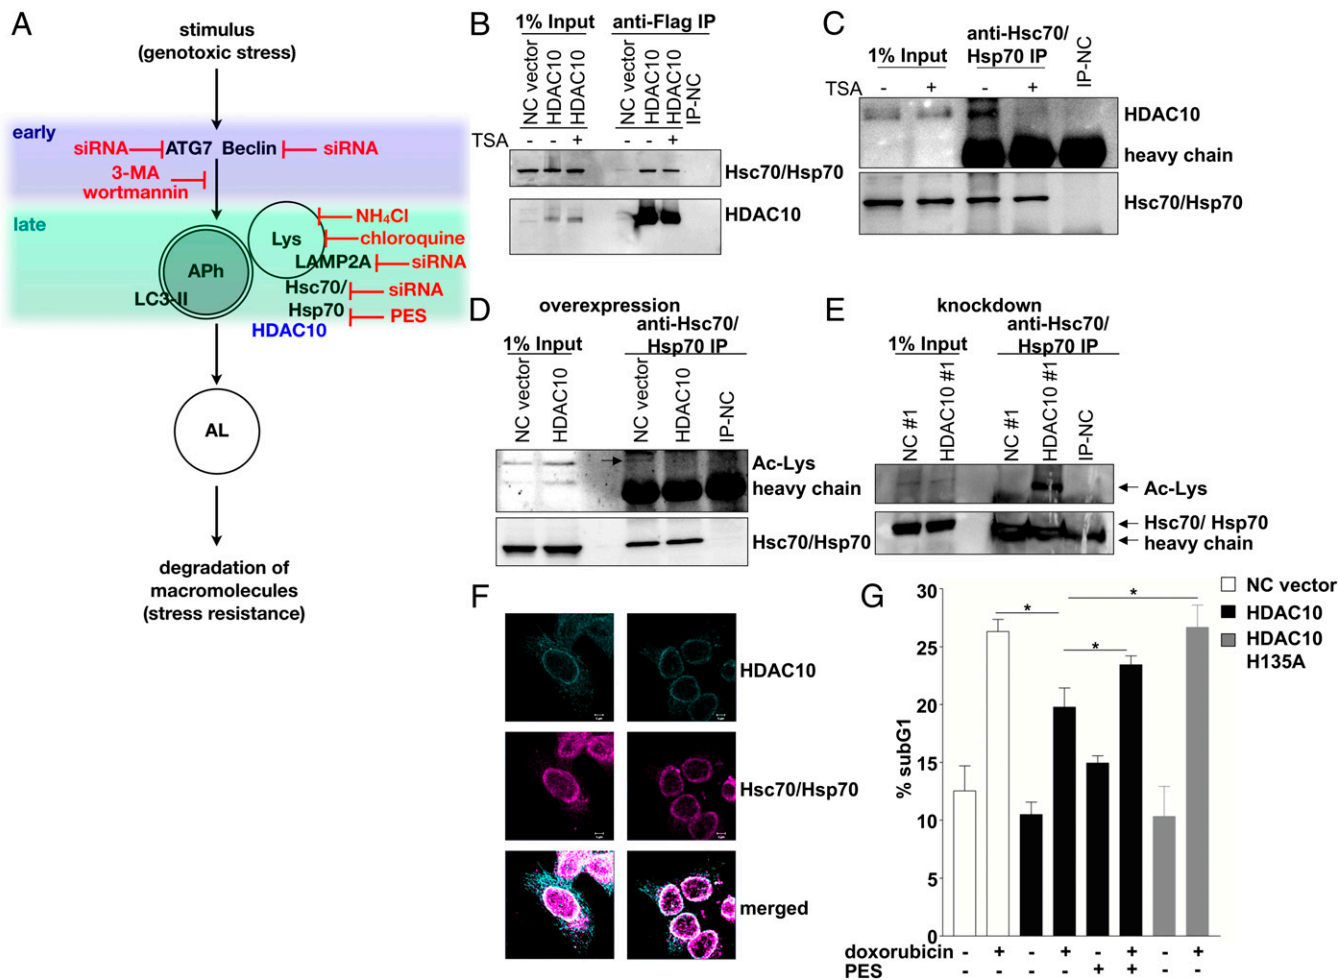 A
stimulus
(genotoxic stress)
early
siRNA
ATG7 Beclin
siRNA
3-MA
wortmannin
late
NH₄Cl
Lys
chloroquine
APh
LAMP2A
siRNA
LC3-II
Hsc70/
siRNA
Hsp70
PES
HDAC10
AL
degradation of
macromolecules
(stress resistance)
B
1% Input
anti-Flag IP
NC vector
HDAC10
HDAC10
NC vector
HDAC10
HDAC10
IP-NC
TSA - - + - - +
Hsc70/Hsp70
HDAC10
C
1% Input
anti-Hsc70/
Hsp70 IP
IP-NC
TSA - + - +
HDAC10
heavy chain
Hsc70/Hsp70
D
overexpression
1% Input
anti-Hsc70/
Hsp70 IP
NC vector
HDAC10
NC vector
HDAC10
IP-NC
Ac-Lys
heavy chain
Hsc70/Hsp70
E
knockdown
1% Input
anti-Hsc70/
Hsp70 IP
NC #1
HDAC10 #1
NC #1
HDAC10 #1
IP-NC
Ac-Lys
Hsc70/ Hsp70
heavy chain
F
HDAC10
Hsc70/Hsp70
merged
G
NC vector
HDAC10
HDAC10
H135A
% subG1
30
25
20
15
10
5
0
*
*
*
doxorubicin - + - + - + - +
PES - - - - + + - -